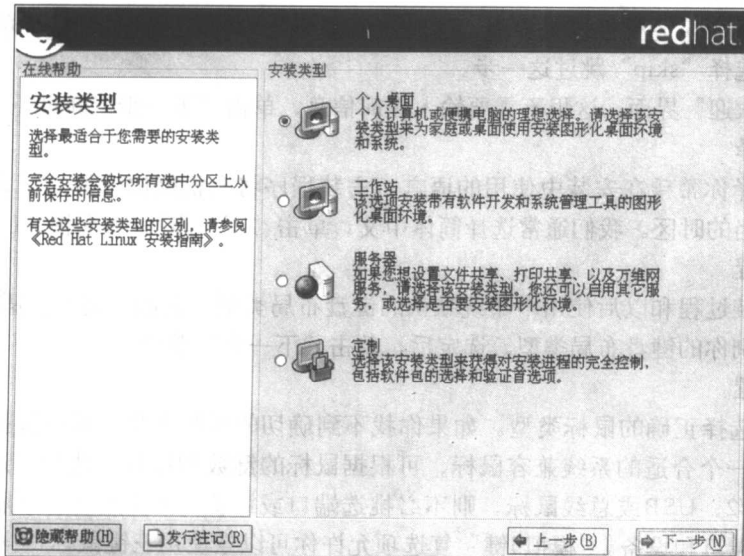 redhat
在线帮助
安装类型
选择最适合于您需要的安装类
型。
完全安装会破坏所有选中分区上从
前保存的信息。
有关这些安装类型的区别，请参阅
《Red Hat Linux 安装指南》。
安装类型
个人桌面
个人计算机或便携电脑的理想选择。请选择该安
装类型来为家庭或桌面使用安装图形化桌面环境
和系统。
工作站
该选项安装带有软件开发和系统管理工具的图形
化桌面环境。
服务器
如果您想设置文件共享、打印共享、以及万维网
服务，请选择该安装类型。您还可以启用其它服
务，或选择是否要安装图形化环境。
定制
选择该安装类型来获得对安装进程的完全控制，
包括软件包的选择和验证首选项。
隐藏帮助(H)
发行注记(R)
上一步(B)
下一步(N)